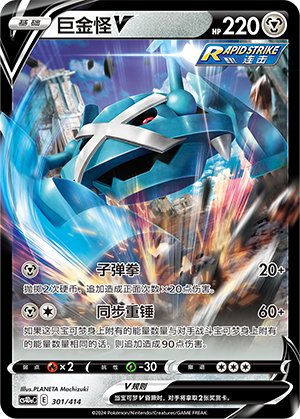 基础 巨金怪V HP 220
RAPID STRIKE
连击
子弹拳 20+
抛掷2次硬币，追加造成正面次数×20点伤害。
同步重锤 60+
如果这只宝可梦身上附有的能量数量与对手战斗宝可梦身上附有的
能量数量相同的话，则追加造成90点伤害。
弱点 ×2 抵抗力 -30 撤退
Illus. PLANETA Mochizuki
V规则
E 301/414
当宝可梦V昏厥时，对手将拿取2张奖赏卡。
©2024 Pokémon/Nintendo/Creatures/GAME FREAK